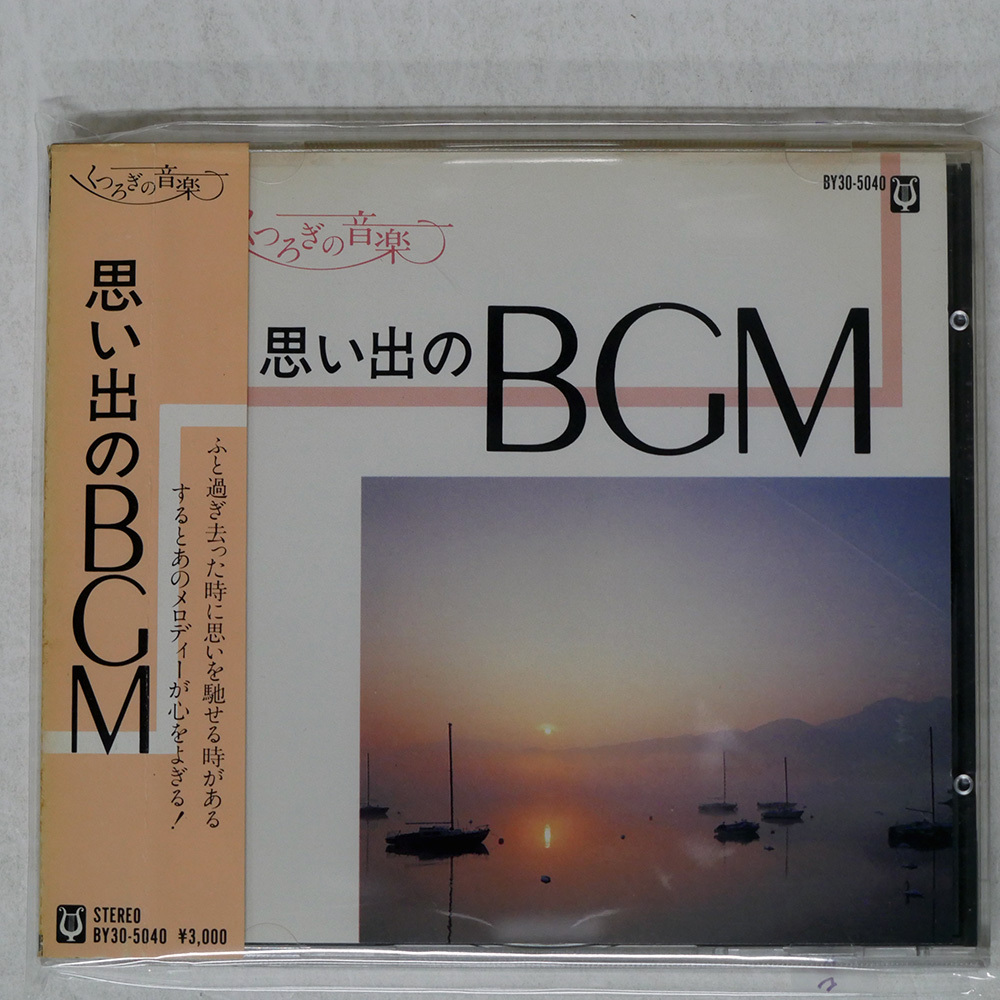 くつろぎの音楽
思い出のBGM
ふと過ぎ去った時に思いを馳せる時がある
するとあのメロディーが心をよぎる!
STEREO
BY30-5040 ¥3,000
BY30-5040
くつろぎの音楽
思い出のBGM